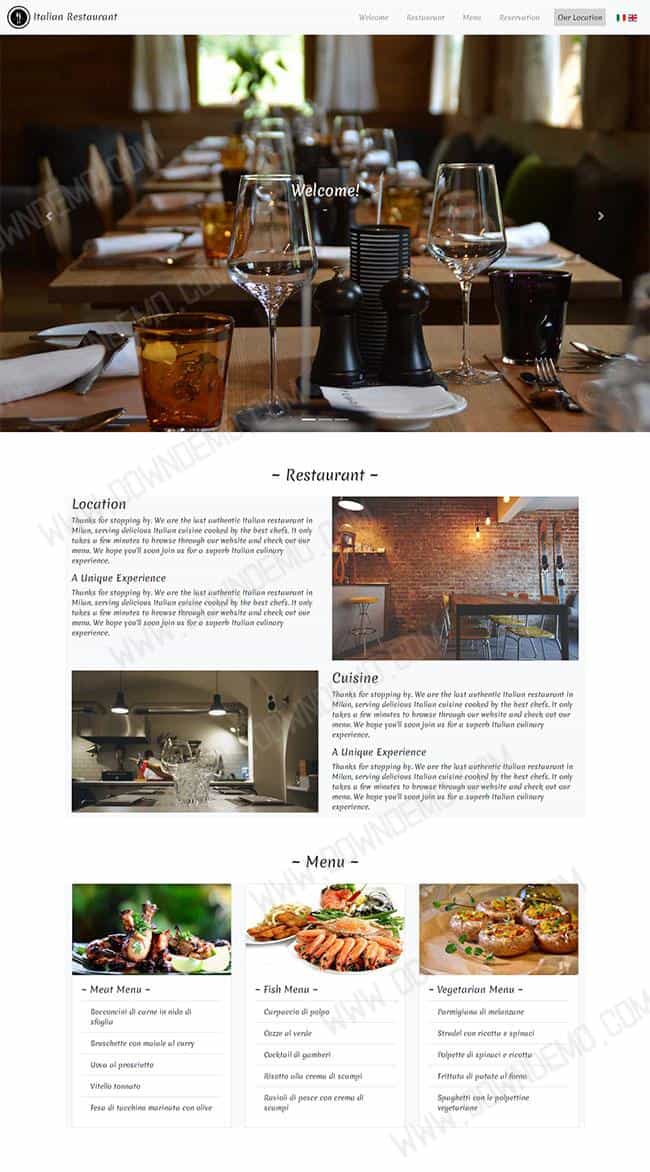 Italian Restaurant
Welcome Restaurant Menu Reservation Our Location
Welcome!
~ Restaurant ~
Location
Thanks for stopping by. We are the last authentic Italian restaurant in
Milan, serving delicious Italian cuisine cooked by the best chefs. It only
takes a few minutes to browse through our website and check out our
menu. We hope you'll soon join us for a superb Italian culinary
experience.
A Unique Experience
Thanks for stopping by. We are the last authentic Italian restaurant in
Milan, serving delicious Italian cuisine cooked by the best chefs. It only
takes a few minutes to browse through our website and check out our
menu. We hope you'll soon join us for a superb Italian culinary
experience.
Cuisine
Thanks for stopping by. We are the last authentic Italian restaurant in
Milan, serving delicious Italian cuisine cooked by the best chefs. It only
takes a few minutes to browse through our website and check out our
menu. We hope you'll soon join us for a superb Italian culinary
experience.
A Unique Experience
Thanks for stopping by. We are the last authentic Italian restaurant in
Milan, serving delicious Italian cuisine cooked by the best chefs. It only
takes a few minutes to browse through our website and check out our
menu. We hope you'll soon join us for a superb Italian culinary
experience.
~ Menu ~
~ Meat Menu ~
Bocconcini di carne in nido di
sfoglia
Bruschette con maiale al curry
Uova al prosciutto
Vitello tonnato
Fesa di tacchino marinata con olive
~ Fish Menu ~
Carpaccio di polpo
Cozze al verde
Cocktail di gamberi
Risotto alla crema di scampi
Ravioli di pesce con crema di
scampi
~ Vegetarian Menu ~
Parmigiana di melanzane
Strudel con ricotta e spinaci
Polpette di spinaci e ricotta
Frittata di patate al forno
Spaghetti con le polpettine
vegetariane
WWW.DOWNDEMO.COM
WWW.DOWNDEMO.COM
WWW.DOWNDEMO.COM
WWW.DOWNDEMO.COM
WWW.DOWNDEMO.COM